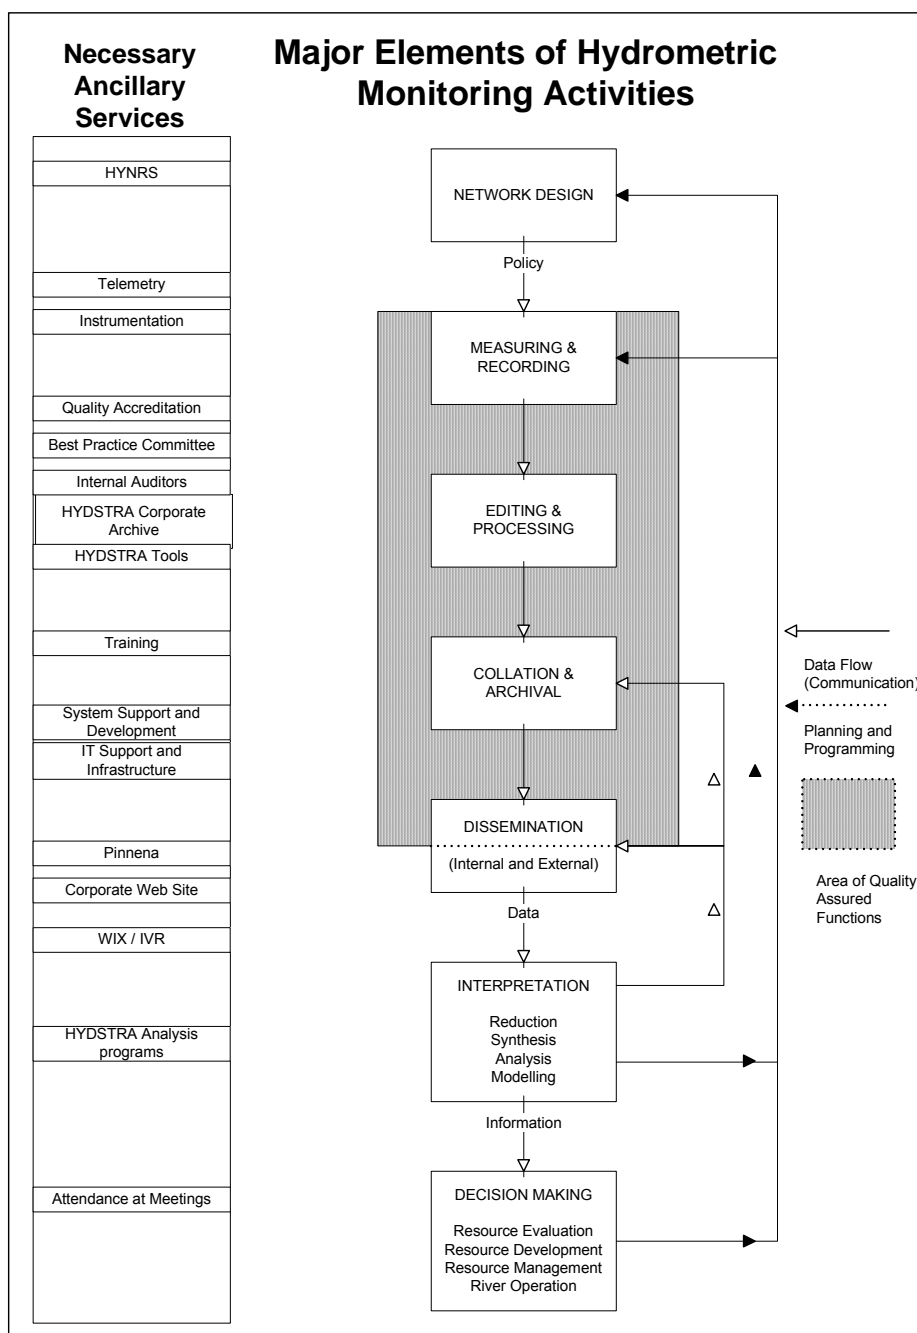 Necessary
Ancillary
Services
Major Elements of Hydrometric
Monitoring Activities
HYNRS
Telemetry
Instrumentation
Quality Accreditation
Best Practice Committee
Internal Auditors
HYDSTRA Corporate
Archive
HYDSTRA Tools
Training
System Support and
Development
IT Support and
Infrastructure
Pinnena
Corporate Web Site
WIX / IVR
HYDSTRA Analysis
programs
Attendance at Meetings
NETWORK DESIGN
Policy
MEASURING &
RECORDING
EDITING &
PROCESSING
COLLATION &
ARCHIVAL
DISSEMINATION
(Internal and External)
Data
INTERPRETATION
Reduction
Synthesis
Analysis
Modelling
Information
DECISION MAKING
Resource Evaluation
Resource Development
Resource Management
River Operation
Data Flow
(Communication)
Planning and
Programming
Area of Quality
Assured
Functions